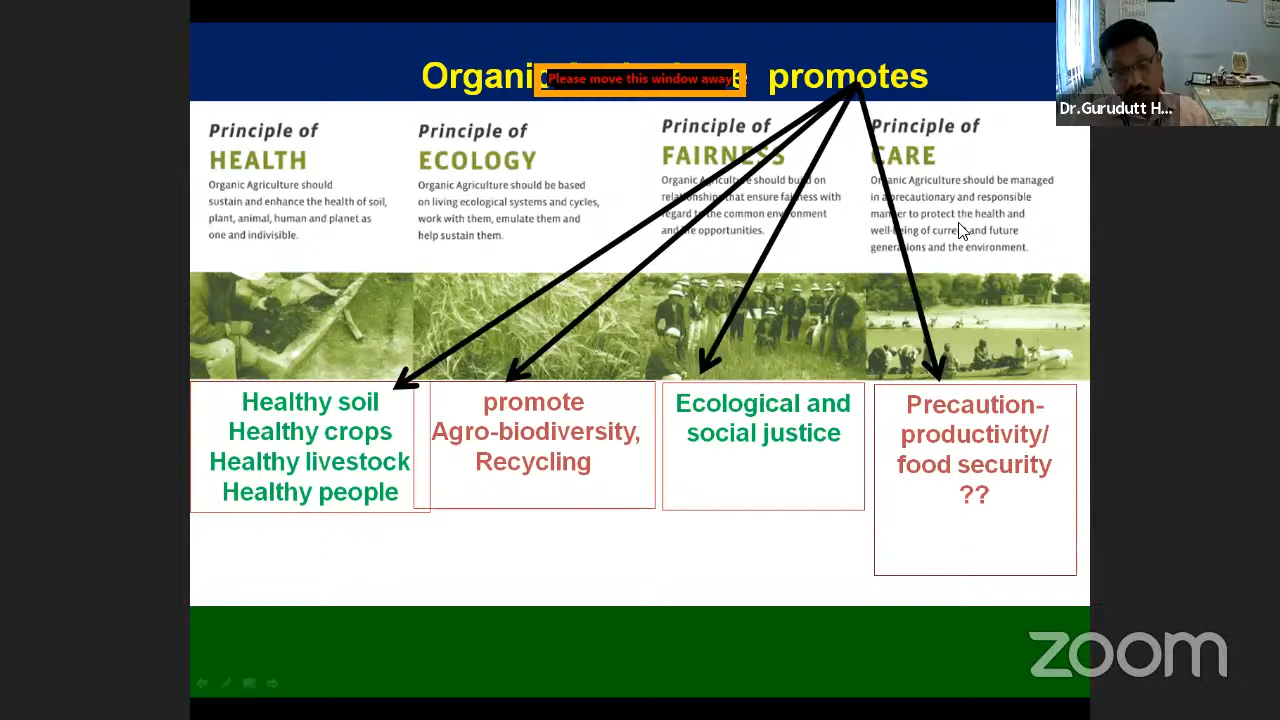 Organic promotes
Please move this window away
Dr.Gurudutt H...
Principle of
HEALTH
Organic Agriculture should
sustain and enhance the health of soil,
plant, animal, human and planet as
one and indivisible.
Principle of
ECOLOGY
Organic Agriculture should be based
on living ecological systems and cycles,
work with them, emulate them and
help sustain them.
Principle of
FAIRNESS
Organic Agriculture should build on
relationships that ensure fairness with
regard to the common environment
and life opportunities.
Principle of
CARE
Organic Agriculture should be managed
in a precautionary and responsible
manner to protect the health and
well-being of current and future
generations and the environment.
Healthy soil
Healthy crops
Healthy livestock
Healthy people
promote
Agro-biodiversity,
Recycling
Ecological and
social justice
Precaution-
productivity/
food security
??
zoom